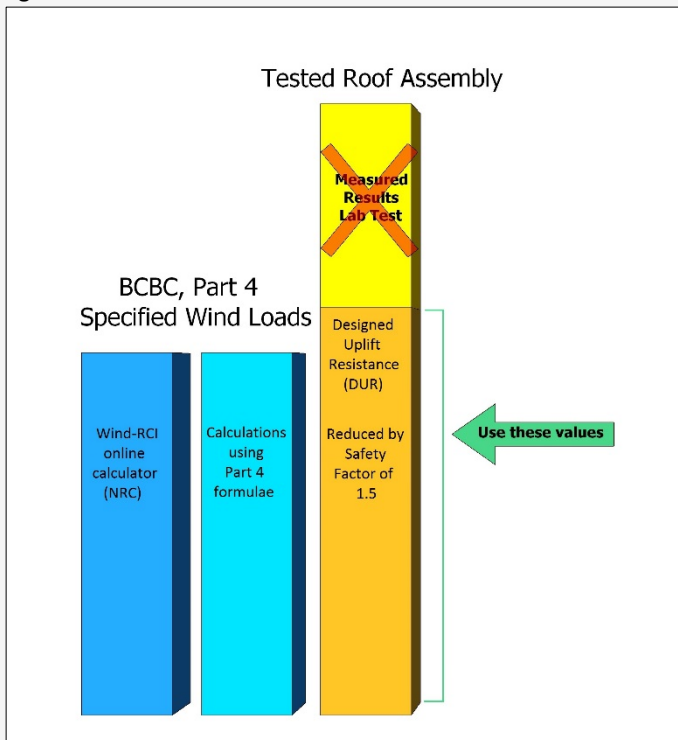 Tested Roof Assembly
Measured
Results
Lab Test
BCBC, Part 4
Specified Wind Loads
Designed
Uplift
Resistance
(DUR)
Reduced by
Safety
Factor of
1.5
Wind-RCI
online
calculator
(NRC)
Calculations
using
Part 4
formulae
Use these values